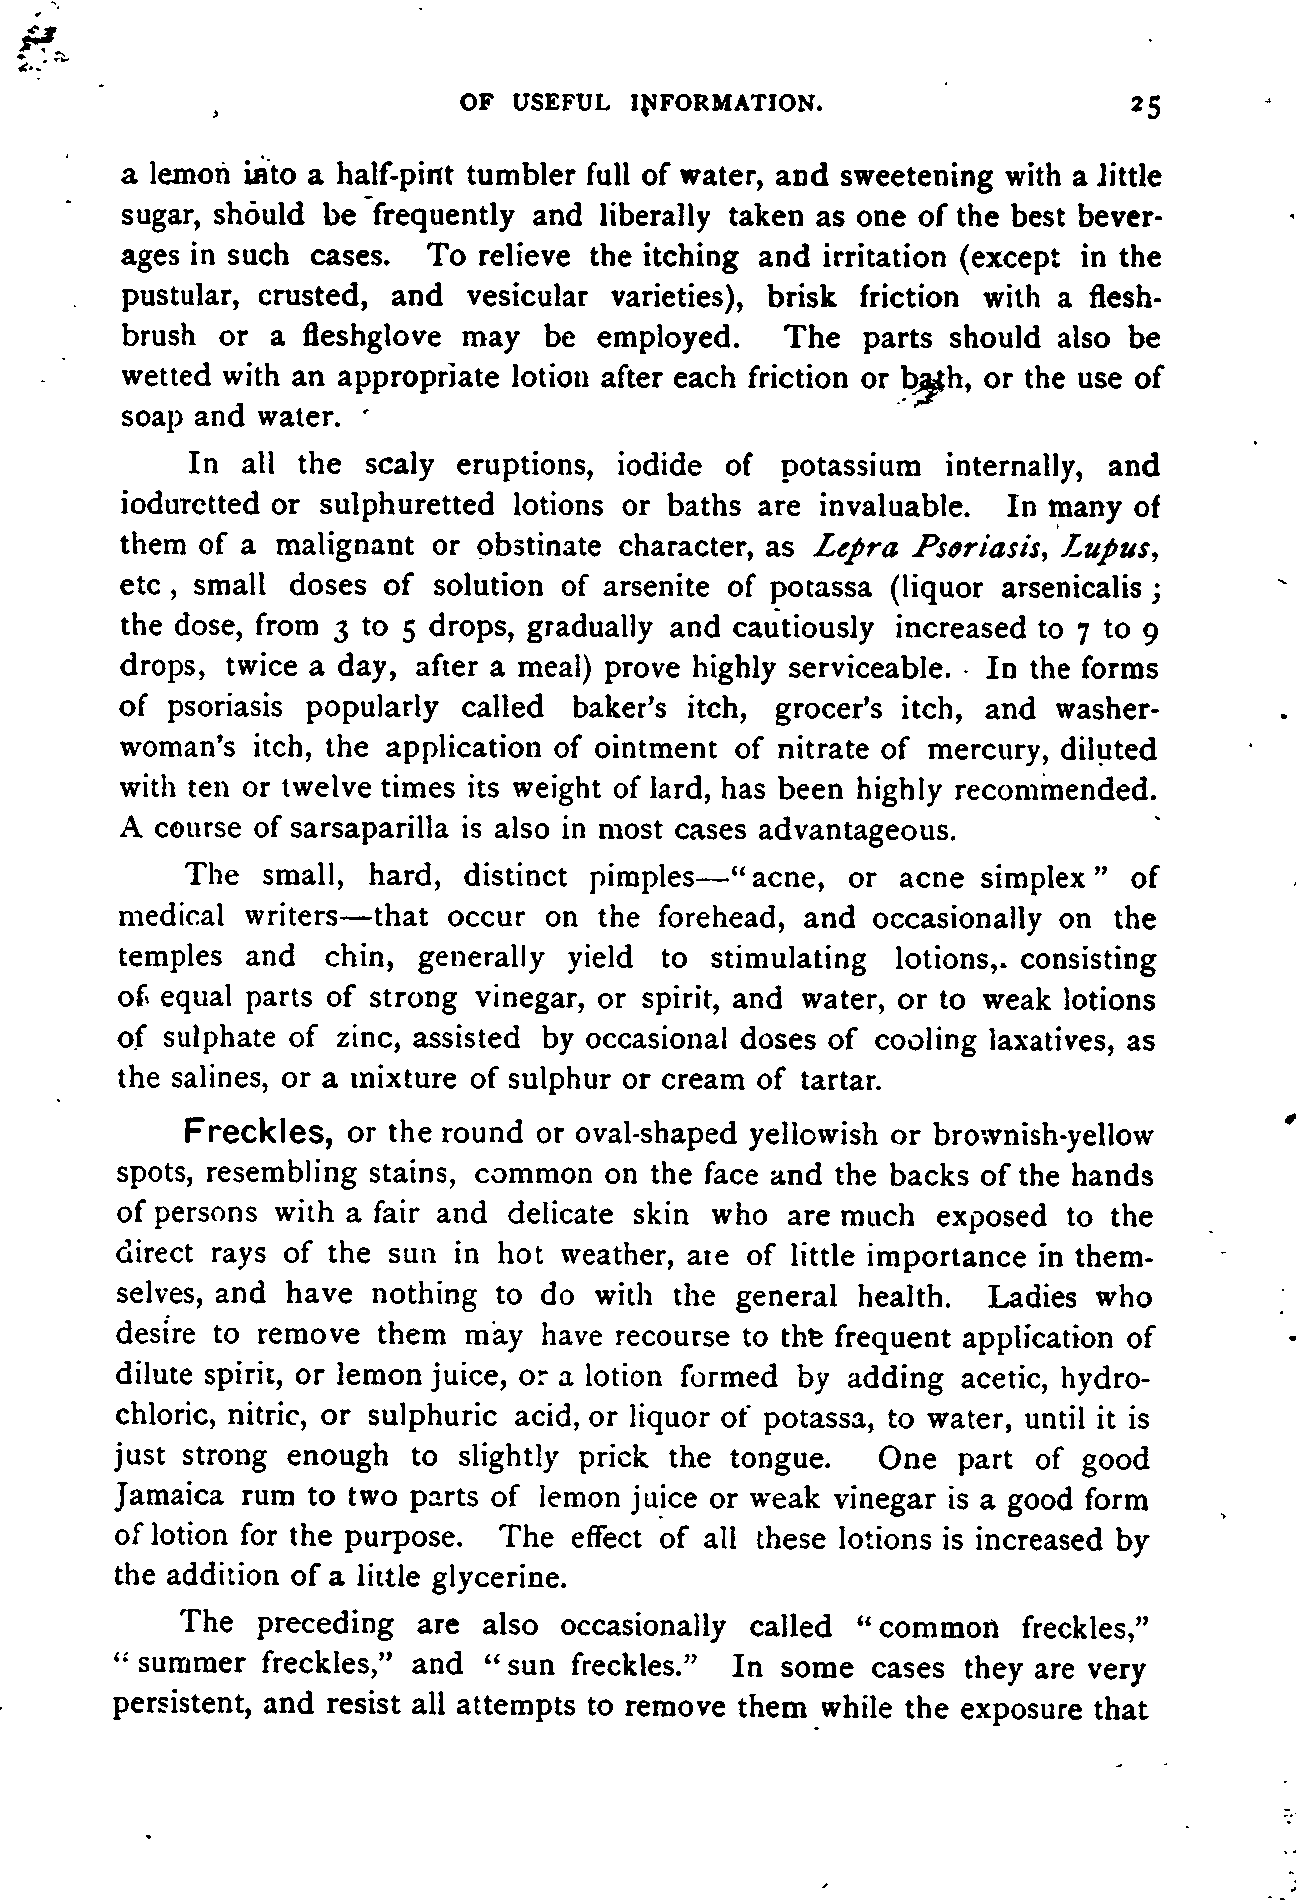 OF USEFUL INFORMATION. 25
a lemon into a half-pint tumbler full of water, and sweetening with a little
sugar, should be frequently and liberally taken as one of the best bever-
ages in such cases. To relieve the itching and irritation (except in the
pustular, crusted, and vesicular varieties), brisk friction with a flesh-
brush or a fleshglove may be employed. The parts should also be
wetted with an appropriate lotion after each friction or bath, or the use of
soap and water.
In all the scaly eruptions, iodide of potassium internally, and
ioduretted or sulphuretted lotions or baths are invaluable. In many of
them of a malignant or obstinate character, as Lepra Psoriasis, Lupus,
etc , small doses of solution of arsenite of potassa (liquor arsenicalis ;
the dose, from 3 to 5 drops, gradually and cautiously increased to 7 to 9
drops, twice a day, after a meal) prove highly serviceable. In the forms
of psoriasis popularly called baker's itch, grocer's itch, and washer-
woman's itch, the application of ointment of nitrate of mercury, diluted
with ten or twelve times its weight of lard, has been highly recommended.
A course of sarsaparilla is also in most cases advantageous.
The small, hard, distinct pimples—"acne, or acne simplex" of
medical writers—that occur on the forehead, and occasionally on the
temples and chin, generally yield to stimulating lotions,. consisting
of equal parts of strong vinegar, or spirit, and water, or to weak lotions
of sulphate of zinc, assisted by occasional doses of cooling laxatives, as
the salines, or a mixture of sulphur or cream of tartar.
Freckles, or the round or oval-shaped yellowish or brownish-yellow
spots, resembling stains, common on the face and the backs of the hands
of persons with a fair and delicate skin who are much exposed to the
direct rays of the sun in hot weather, are of little importance in them-
selves, and have nothing to do with the general health. Ladies who
desire to remove them may have recourse to the frequent application of
dilute spirit, or lemon juice, or a lotion formed by adding acetic, hydro-
chloric, nitric, or sulphuric acid, or liquor of potassa, to water, until it is
just strong enough to slightly prick the tongue. One part of good
Jamaica rum to two parts of lemon juice or weak vinegar is a good form
of lotion for the purpose. The effect of all these lotions is increased by
the addition of a little glycerine.
The preceding are also occasionally called "common freckles,"
"summer freckles," and "sun freckles." In some cases they are very
persistent, and resist all attempts to remove them while the exposure that